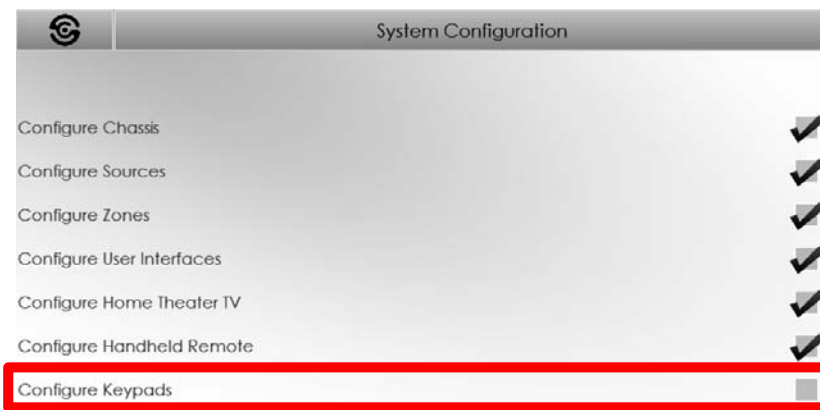 System Configuration
Configure Chassis
Configure Sources
Configure Zones
Configure User Interfaces
Configure Home Theater TV
Configure Handheld Remote
Configure Keypads